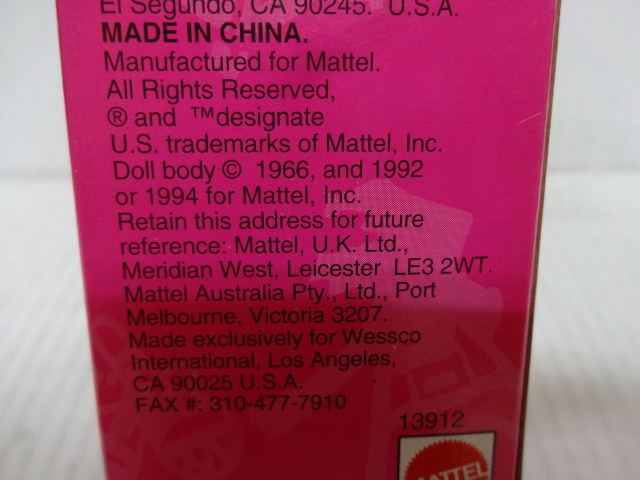 El Segundo, CA 90245. U.S.A.
MADE IN CHINA.
Manufactured for Mattel.
All Rights Reserved,
® and ™designate
U.S. trademarks of Mattel, Inc.
Doll body © 1966, and 1992
or 1994 for Mattel, Inc.
Retain this address for future
reference: Mattel, U.K. Ltd.,
Meridian West, Leicester LE3 2WT.
Mattel Australia Pty., Ltd., Port
Melbourne, Victoria 3207.
Made exclusively for Wessco
International, Los Angeles,
CA 90025 U.S.A.
FAX #: 310-477-7910
13912
MATTEL